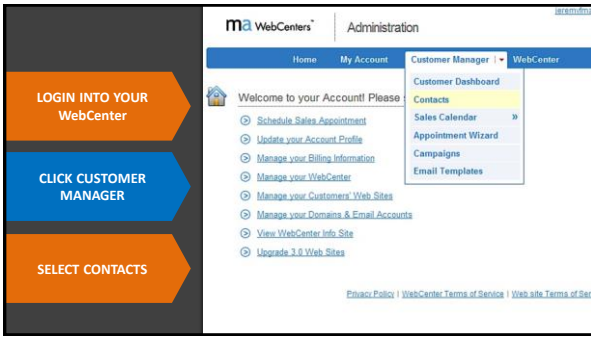 LOGIN INTO YOUR
WebCenter
CLICK CUSTOMER
MANAGER
SELECT CONTACTS
ma WebCenters™ Administration
Home My Account Customer Manager WebCenter
Customer Dashboard
Contacts
Sales Calendar »
Appointment Wizard
Campaigns
Email Templates
Welcome to your Account! Please
Schedule Sales Appointment
Update your Account Profile
Manage your Billing Information
Manage your WebCenter
Manage your Customers' Web Sites
Manage your Domains & Email Accounts
View WebCenter Info Site
Upgrade 3.0 Web Sites
Privacy Policy | WebCenter Terms of Service | Web site Terms of Ser